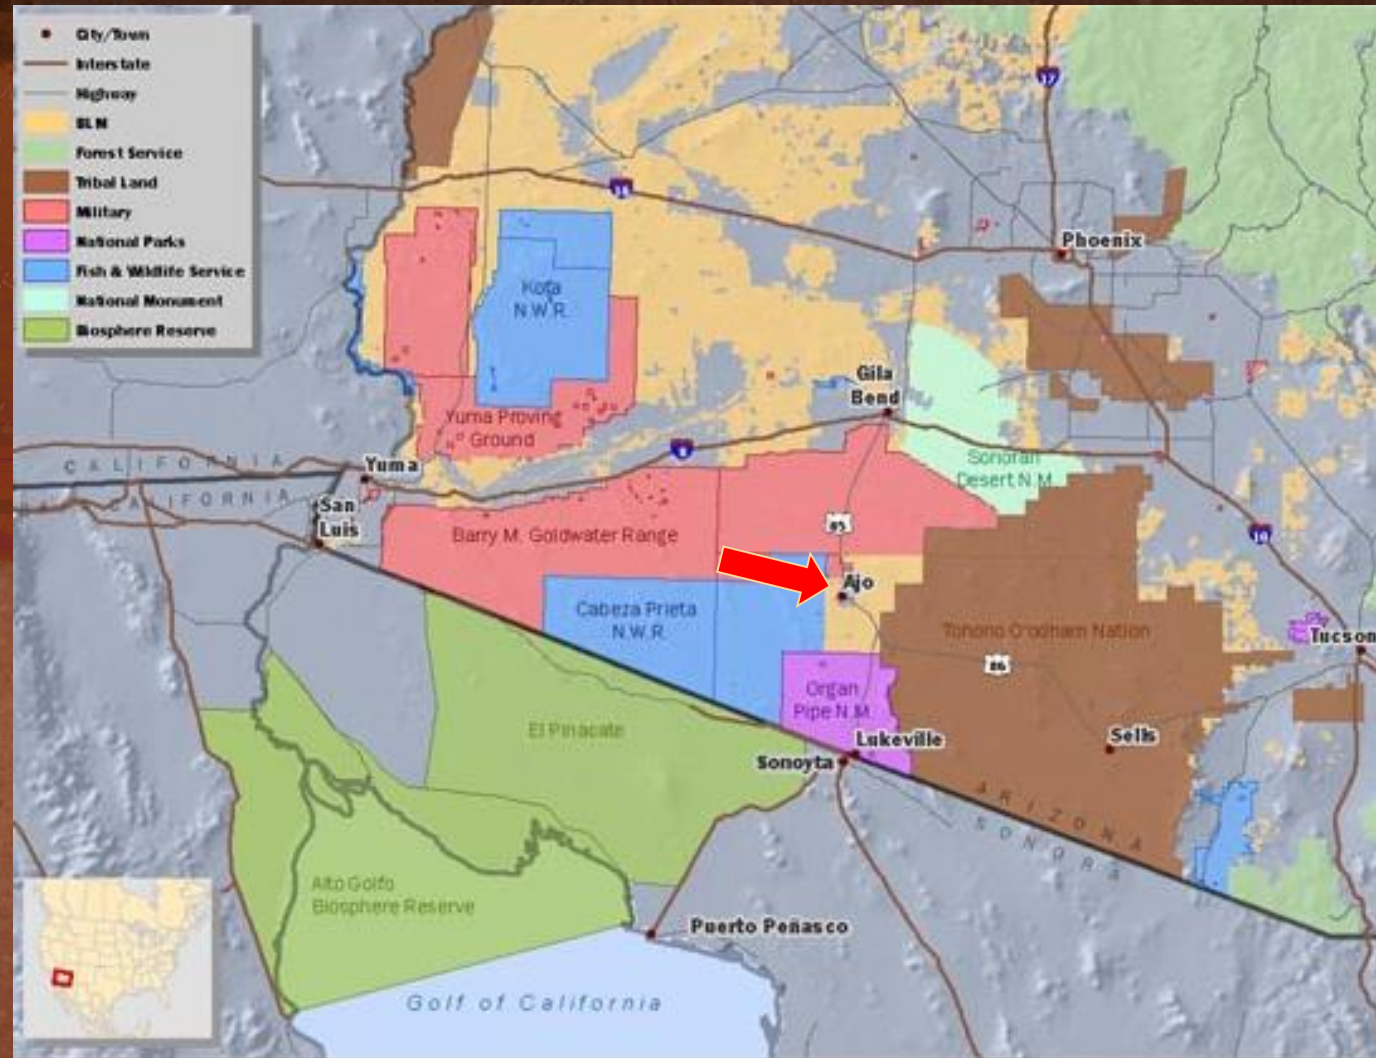 City/Town
Interstate
Highway
BLM
Forest Service
Tribal Land
Military
National Parks
Fish & Wildlife Service
National Monument
Biosphere Reserve
17
Phoenix
Kofa
N.W.R.
Gila
Bend
Yuma Proving
Ground
8
CALIFORNIA
Yuma
Sonoran
Desert N.M.
CALIFORNIA
San
Luis
Barry M. Goldwater Range
85
10
Ajo
Cabeza Prieta
N.W.R.
Tohono O'odham Nation
Tucson
86
Organ
Pipe N.M.
El Pinacate
Lukeville
Sells
Sonoyta
ARIZONA
SONORA
Alto Golfo
Biosphere Reserve
Puerto Peñasco
Golf of California